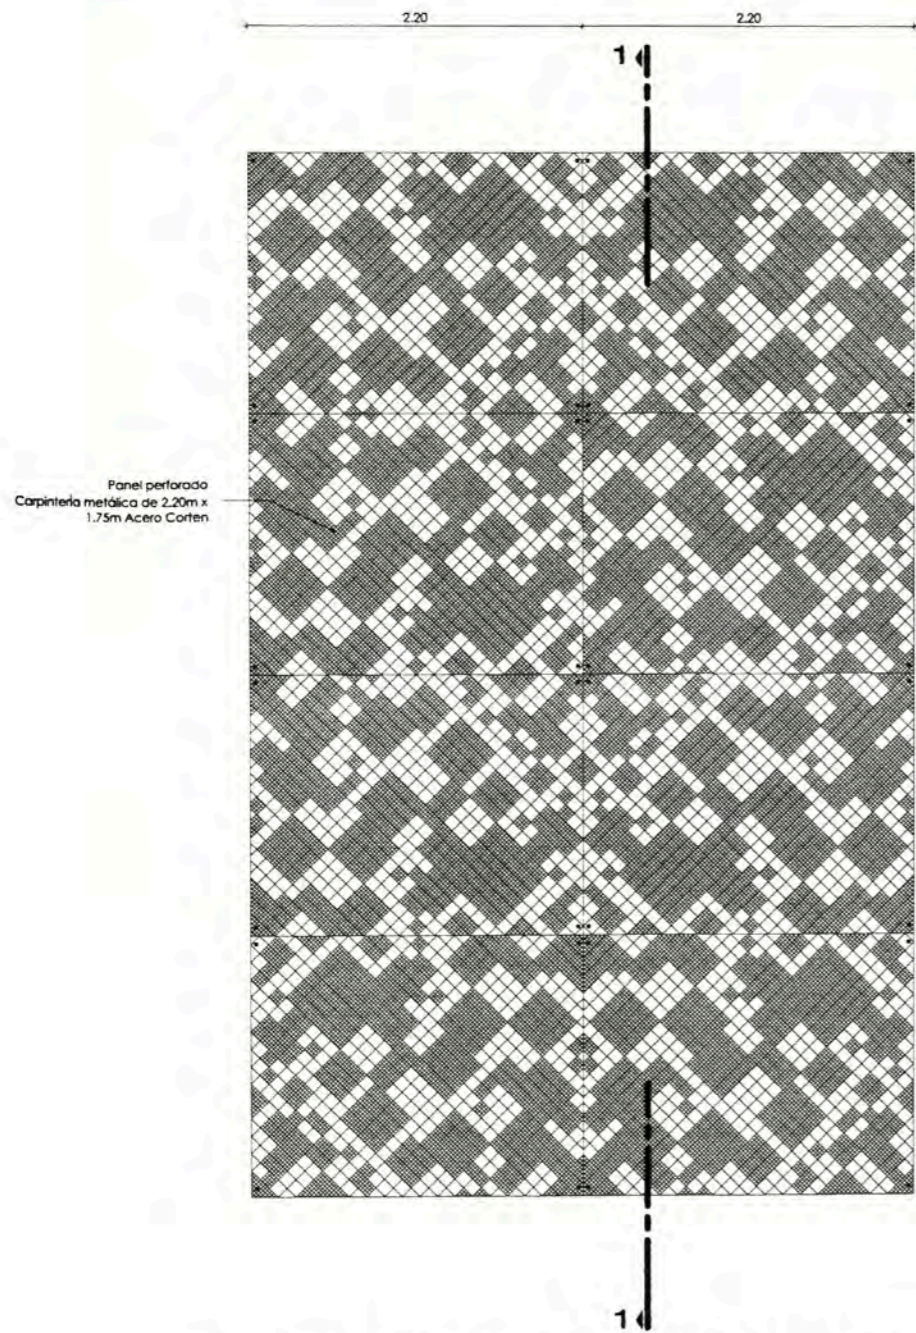 2.20 2.20
1
Panel perforado
Carpintería metálica de 2.20m x
1.75m Acero Corten
1